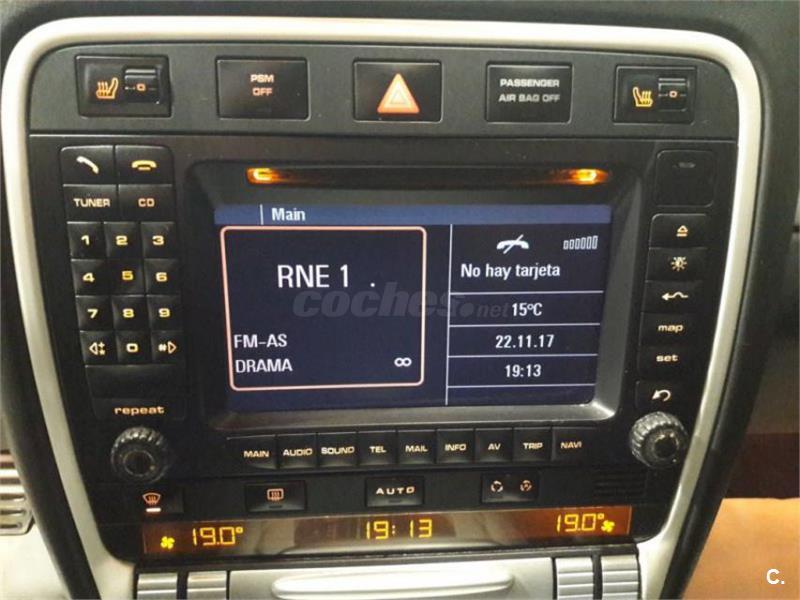 PSM
OFF
PASSENGER
AIR BAG OFF
TUNER CD
1 2 3
4 5 6
7 8 9
0 #
repeat
Main
RNE 1 .
FM-AS
DRAMA
No hay tarjeta
15ºC
22.11.17
19:13
coches.net
map
set
MAIN AUDIO SOUND TEL MAIL INFO AV TRIP NAVI
AUTO
19.0° 19:13 19.0°
C.